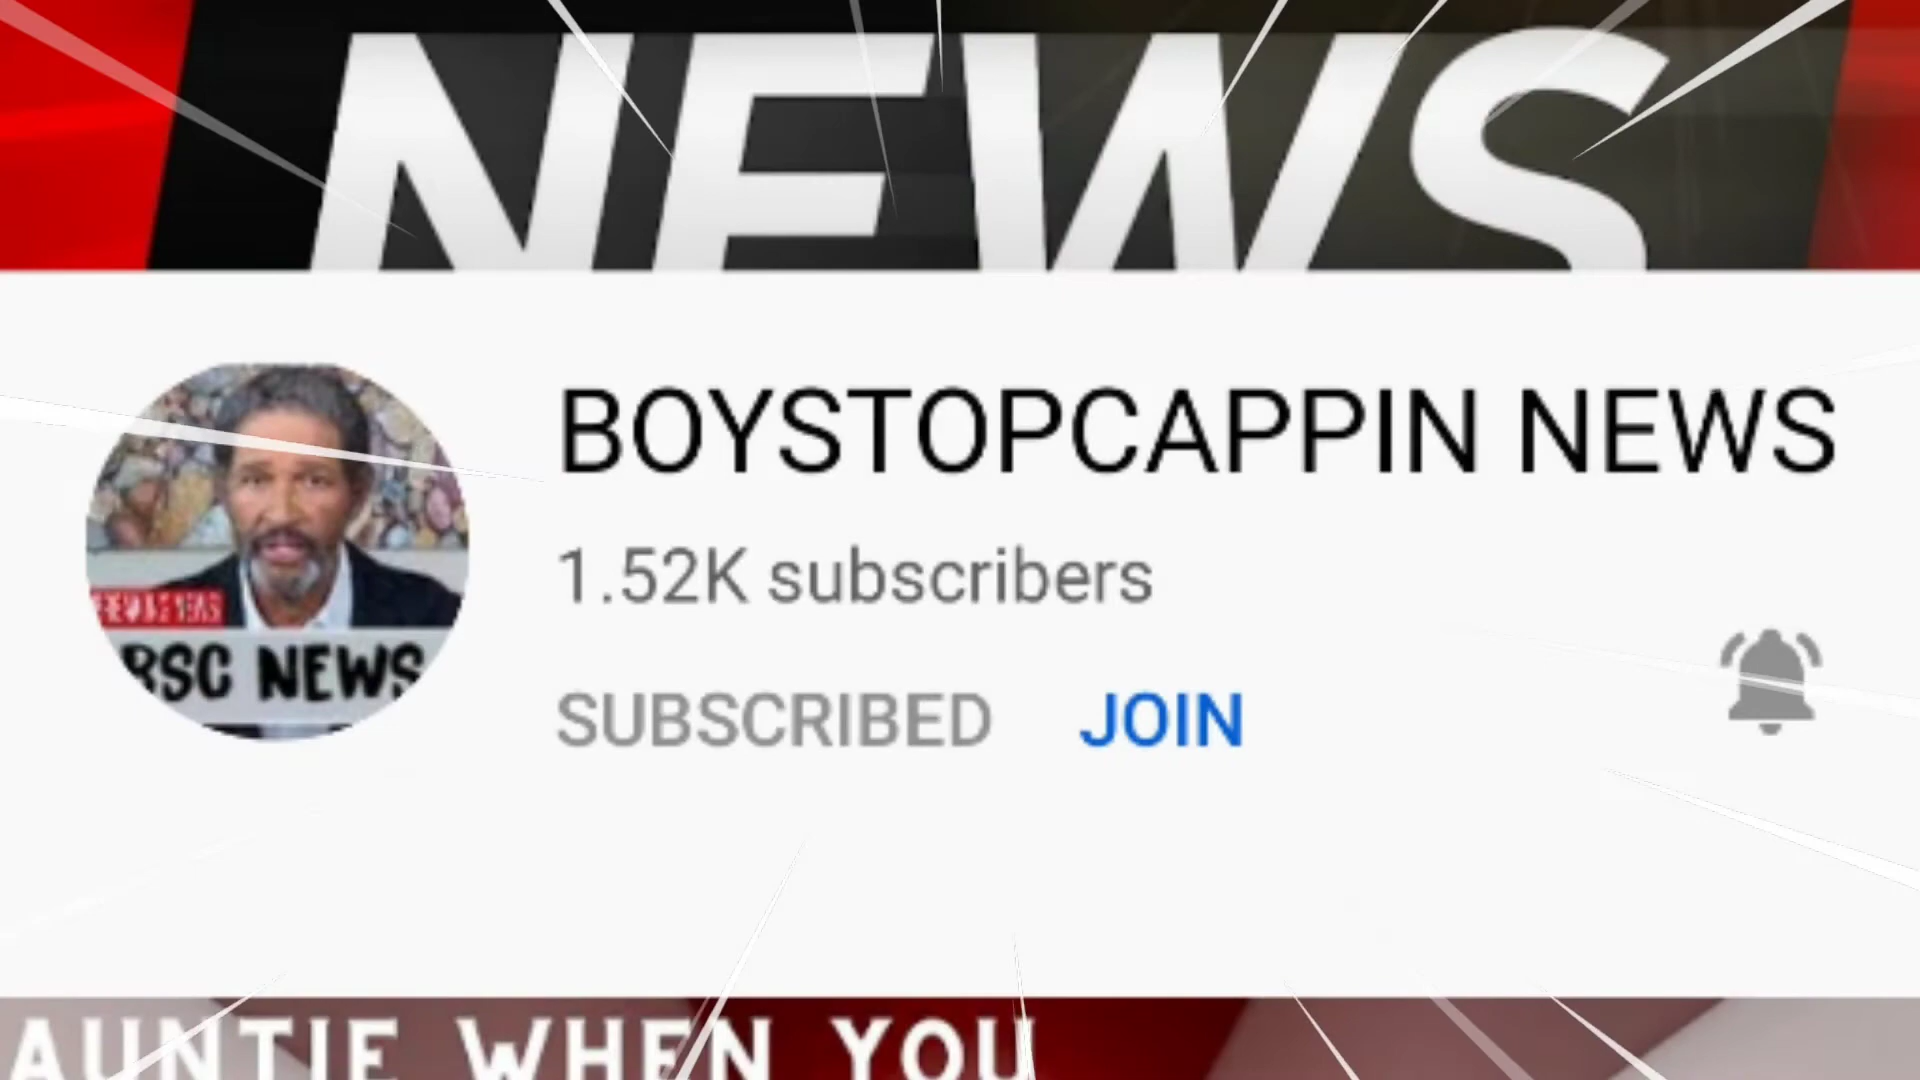 NEWS
BOYSTOPCAPPIN NEWS
1.52K subscribers
BSC NEWS
SUBSCRIBED JOIN
AUNTIE WHEN YOU